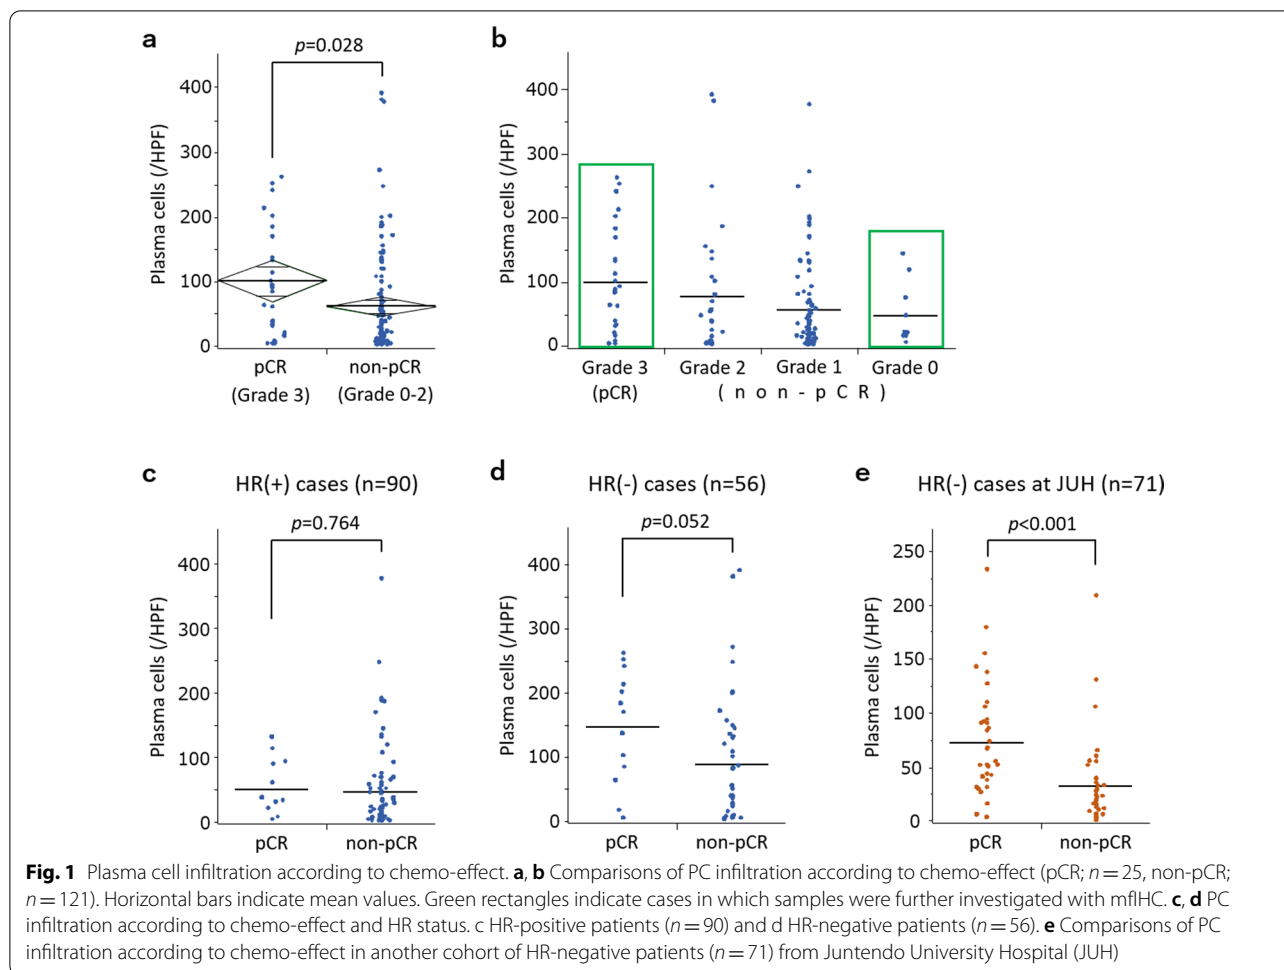 a
p=0.028
Plasma cells (/HPF)
400
300
200
100
0
pCR
(Grade 3)
non-pCR
(Grade 0-2)
b
Plasma cells (/HPF)
400
300
200
100
0
Grade 3
(pCR)
Grade 2
Grade 1
Grade 0
( n o n - p C R )
c
HR(+) cases (n=90)
p=0.764
Plasma cells (/HPF)
400
300
200
100
0
pCR
non-pCR
d
HR(-) cases (n=56)
p=0.052
Plasma cells (/HPF)
400
300
200
100
0
pCR
non-pCR
e
HR(-) cases at JUH (n=71)
p<0.001
Plasma cells (/HPF)
250
200
150
100
50
0
pCR
non-pCR
Fig. 1 Plasma cell infiltration according to chemo-effect. a, b Comparisons of PC infiltration according to chemo-effect (pCR; n = 25, non-pCR;
n = 121). Horizontal bars indicate mean values. Green rectangles indicate cases in which samples were further investigated with mfIHC. c, d PC
infiltration according to chemo-effect and HR status. c HR-positive patients (n = 90) and d HR-negative patients (n = 56). e Comparisons of PC
infiltration according to chemo-effect in another cohort of HR-negative patients (n = 71) from Juntendo University Hospital (JUH)